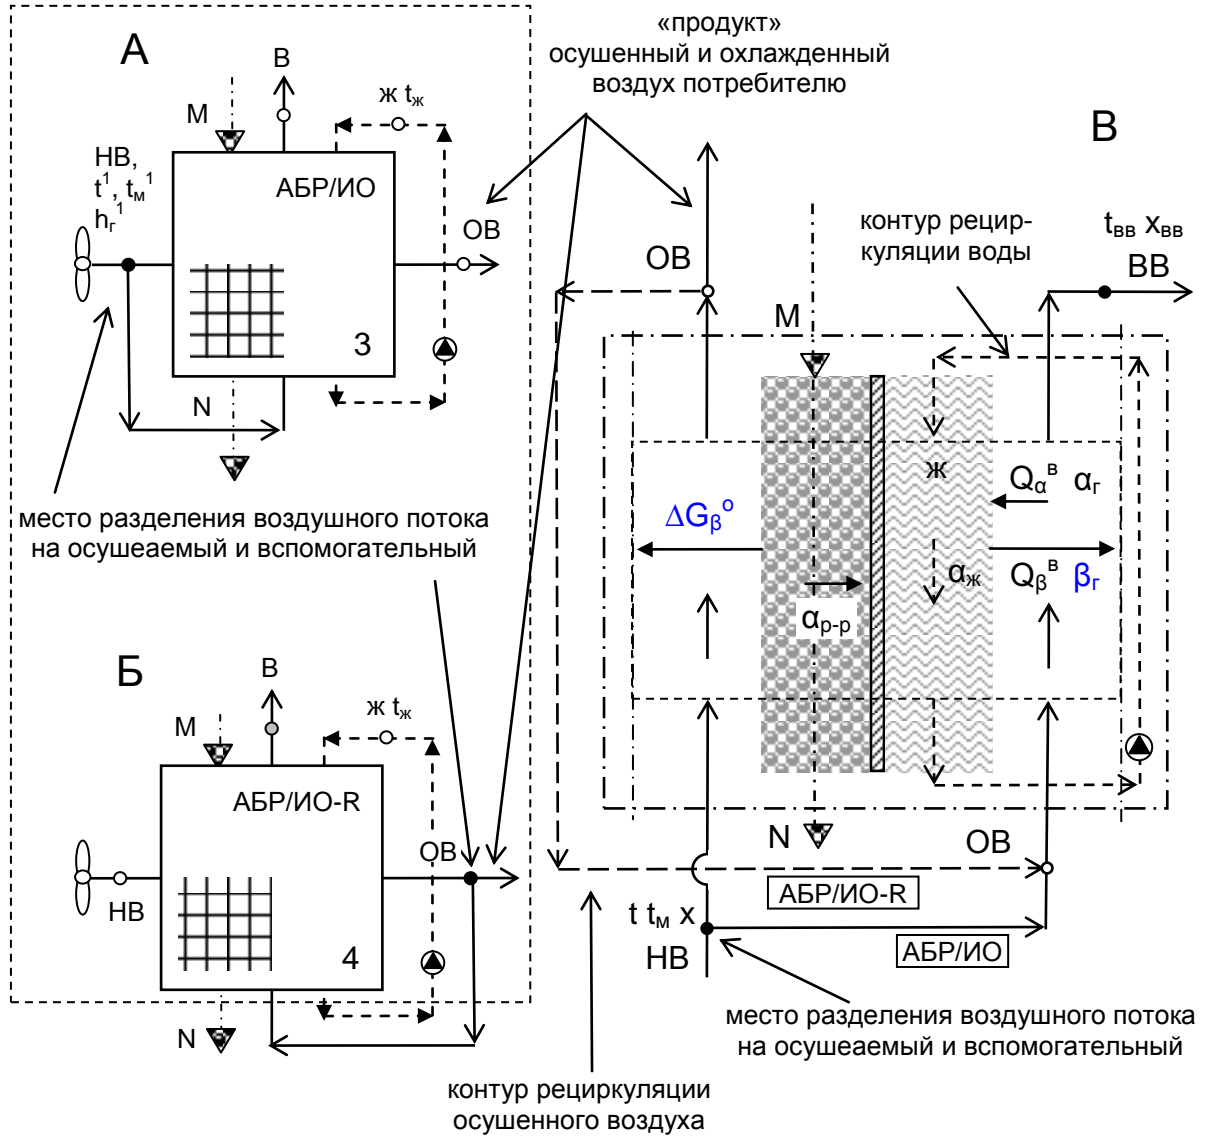 «продукт»
осушенный и охлажденный
воздух потребителю
А
В
М
ж tж
НВ,
t¹, tм¹
hг¹
АБР/ИО
ОВ
3
N
место разделения воздушного потока
на осушеаемый и вспомогательный
Б
В
М
ж tж
АБР/ИО-R
ОВ
НВ
4
N
контур рециркуляции
осушенного воздуха
В
контур рецир-
куляции воды
tвв xвв
ВВ
ОВ
М
ж
Qαв αг
ΔGβо
αж
Qβв βг
αр-р
N
ОВ
АБР/ИО-R
t tм x
НВ
АБР/ИО
место разделения воздушного потока
на осушеаемый и вспомогательный